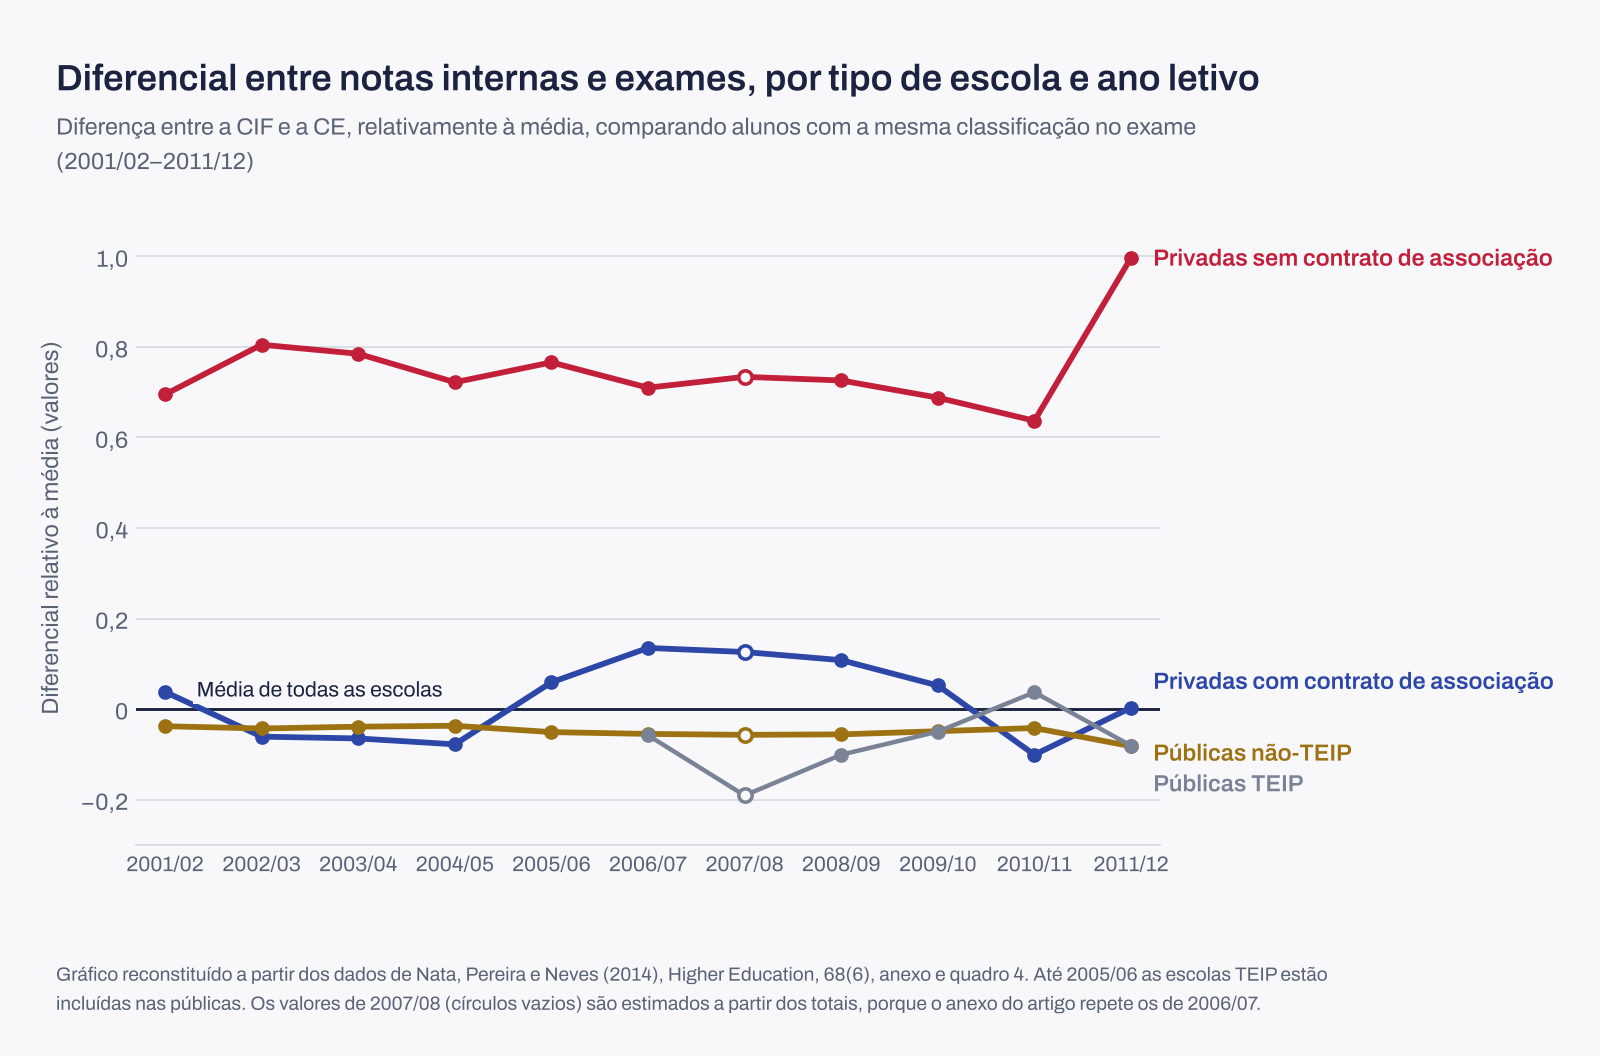 Diferencial entre notas internas e exames, por tipo de escola e ano letivo
Diferença entre a CIF e a CE, relativamente à média, comparando alunos com a mesma classificação no exame
(2001/02–2011/12)
Diferencial relativo à média (valores)
1,0
0,8
0,6
0,4
0,2
0
−0,2
Média de todas as escolas
Privadas sem contrato de associação
Privadas com contrato de associação
Públicas não-TEIP
Públicas TEIP
2001/02 2002/03 2003/04 2004/05 2005/06 2006/07 2007/08 2008/09 2009/10 2010/11 2011/12
Gráfico reconstituído a partir dos dados de Nata, Pereira e Neves (2014), Higher Education, 68(6), anexo e quadro 4. Até 2005/06 as escolas TEIP estão
incluídas nas públicas. Os valores de 2007/08 (círculos vazios) são estimados a partir dos totais, porque o anexo do artigo repete os de 2006/07.